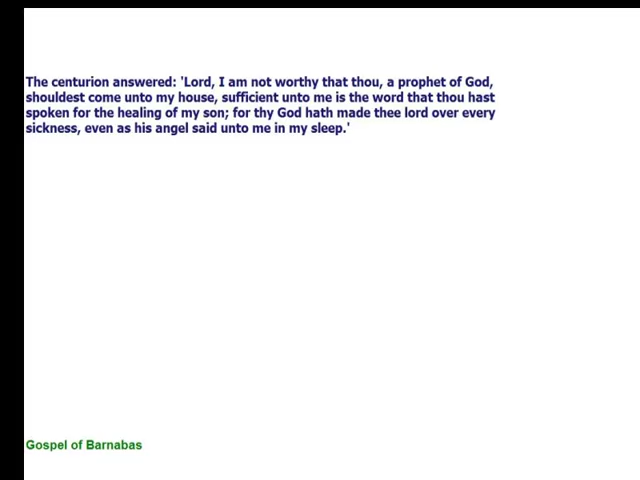 The centurion answered: 'Lord, I am not worthy that thou, a prophet of God,
shouldest come unto my house, sufficient unto me is the word that thou hast
spoken for the healing of my son; for thy God hath made thee lord over every
sickness, even as his angel said unto me in my sleep.'
Gospel of Barnabas